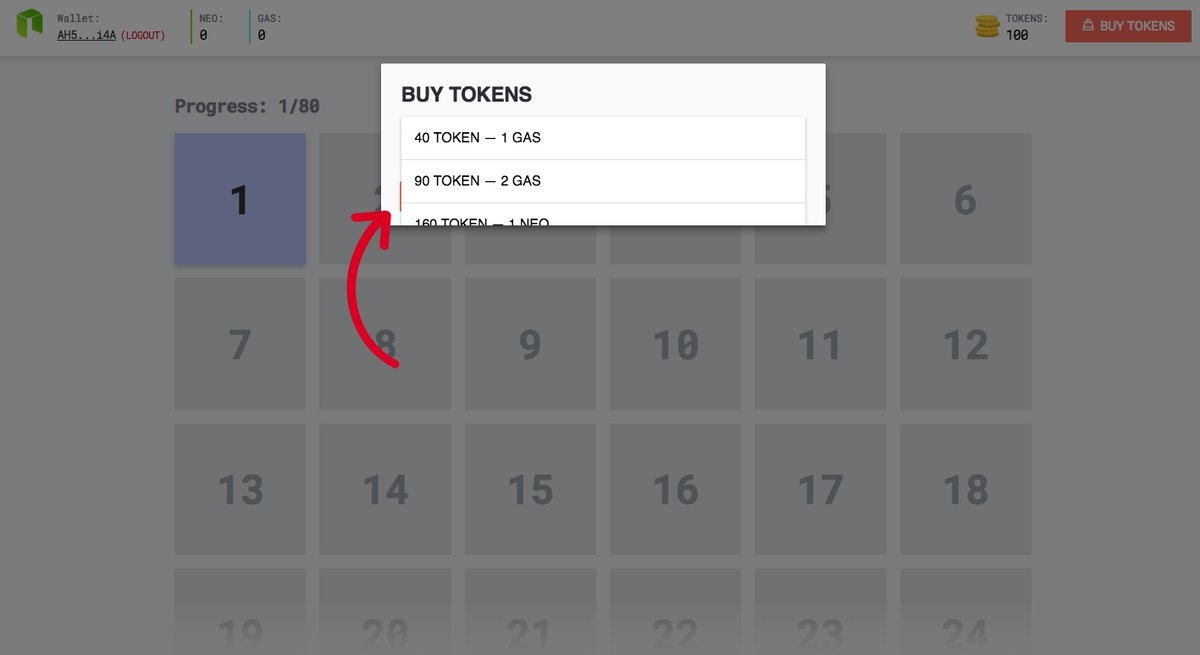 Wallet:
AH5...i4A (LOGOUT)
NEO:
0
GAS:
0
TOKENS:
100
BUY TOKENS
Progress: 1/80
BUY TOKENS
40 TOKEN — 1 GAS
90 TOKEN — 2 GAS
160 TOKEN — 1 NEO
1 2 5 6
7 8 9 10 11 12
13 14 15 16 17 18
19 20 21 22 23 24